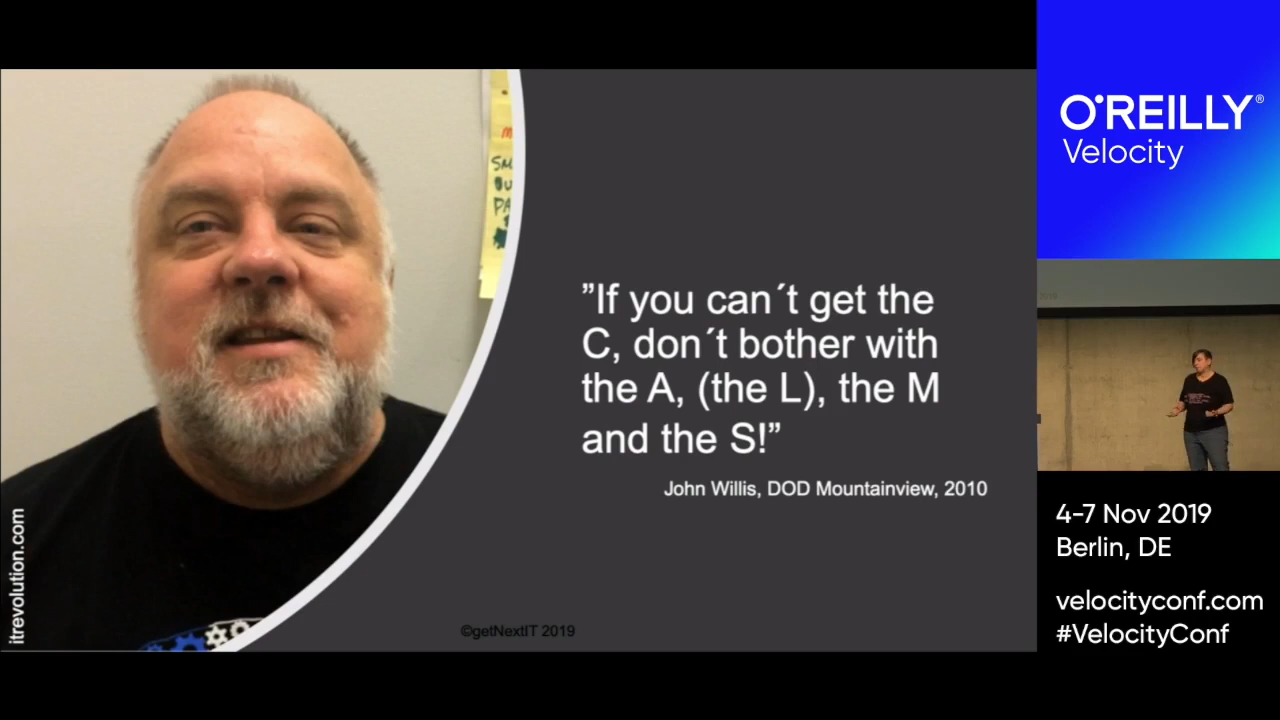 ”If you can´t get the
C, don´t bother with
the A, (the L), the M
and the S!”
John Willis, DOD Mountainview, 2010
itrevolution.com
©getNextIT 2019
O'REILLY®
Velocity
4-7 Nov 2019
Berlin, DE
velocityconf.com
#VelocityConf